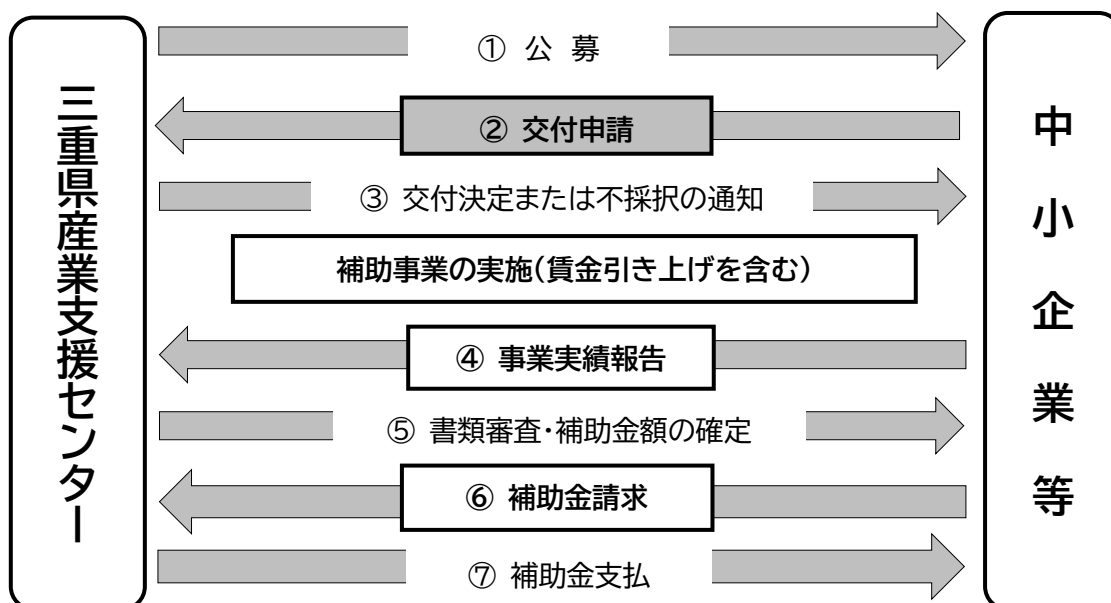 三重県産業支援センター
① 公 募
② 交付申請
③ 交付決定または不採択の通知
補助事業の実施(賃金引き上げを含む)
④ 事業実績報告
⑤ 書類審査・補助金額の確定
⑥ 補助金請求
⑦ 補助金支払
中小企業等